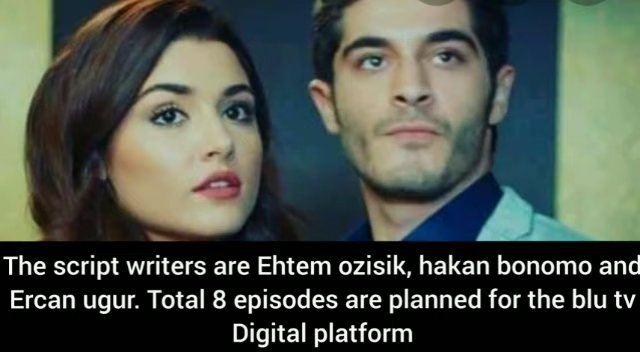 The script writers are Ehtem ozisik, hakan bonomo and
Ercan ugur. Total 8 episodes are planned for the blu tv
Digital platform